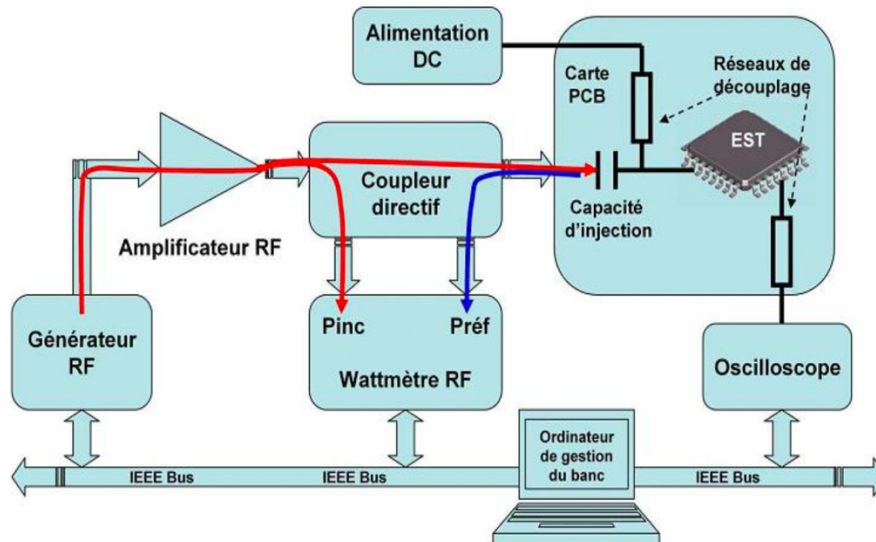 Alimentation
DC
Carte
PCB
Réseaux de
découplage
EST
Coupleur
directif
Capacité
d'injection
Amplificateur RF
Générateur
RF
Pinc
Préf
Wattmètre RF
Oscilloscope
Ordinateur
de gestion
du banc
IEEE Bus
IEEE Bus
IEEE Bus